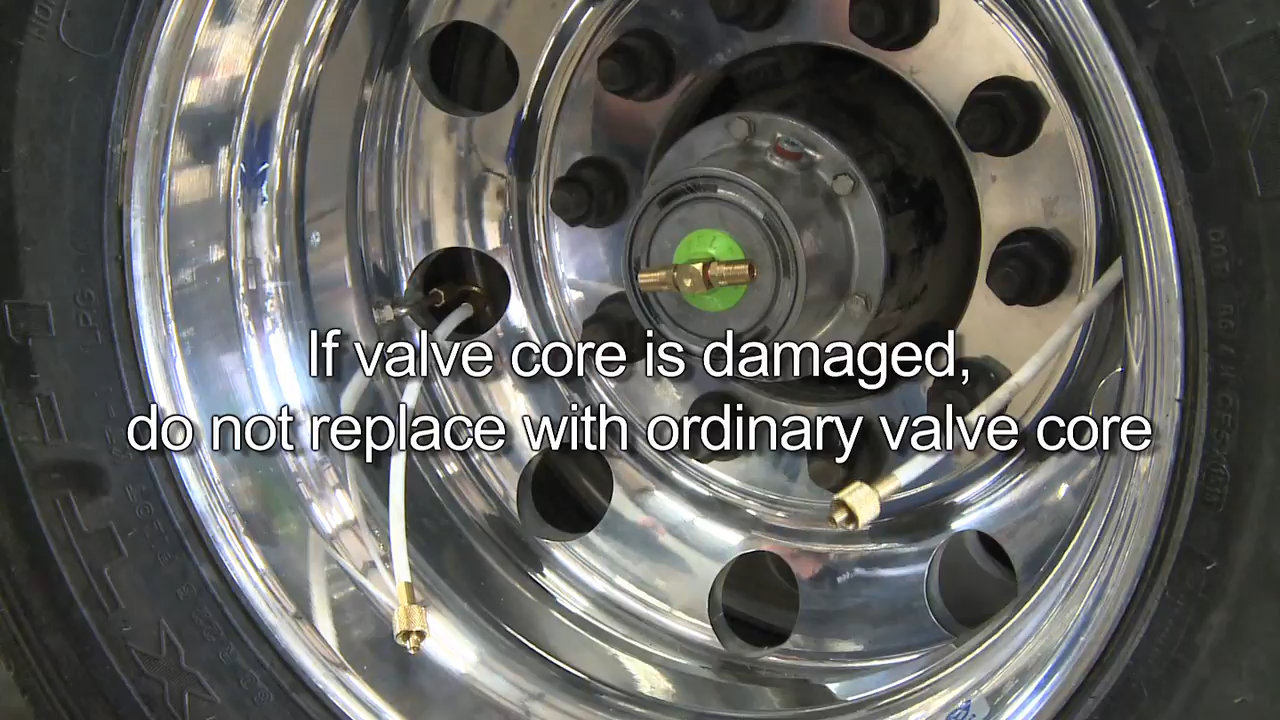 If valve core is damaged,
do not replace with ordinary valve core